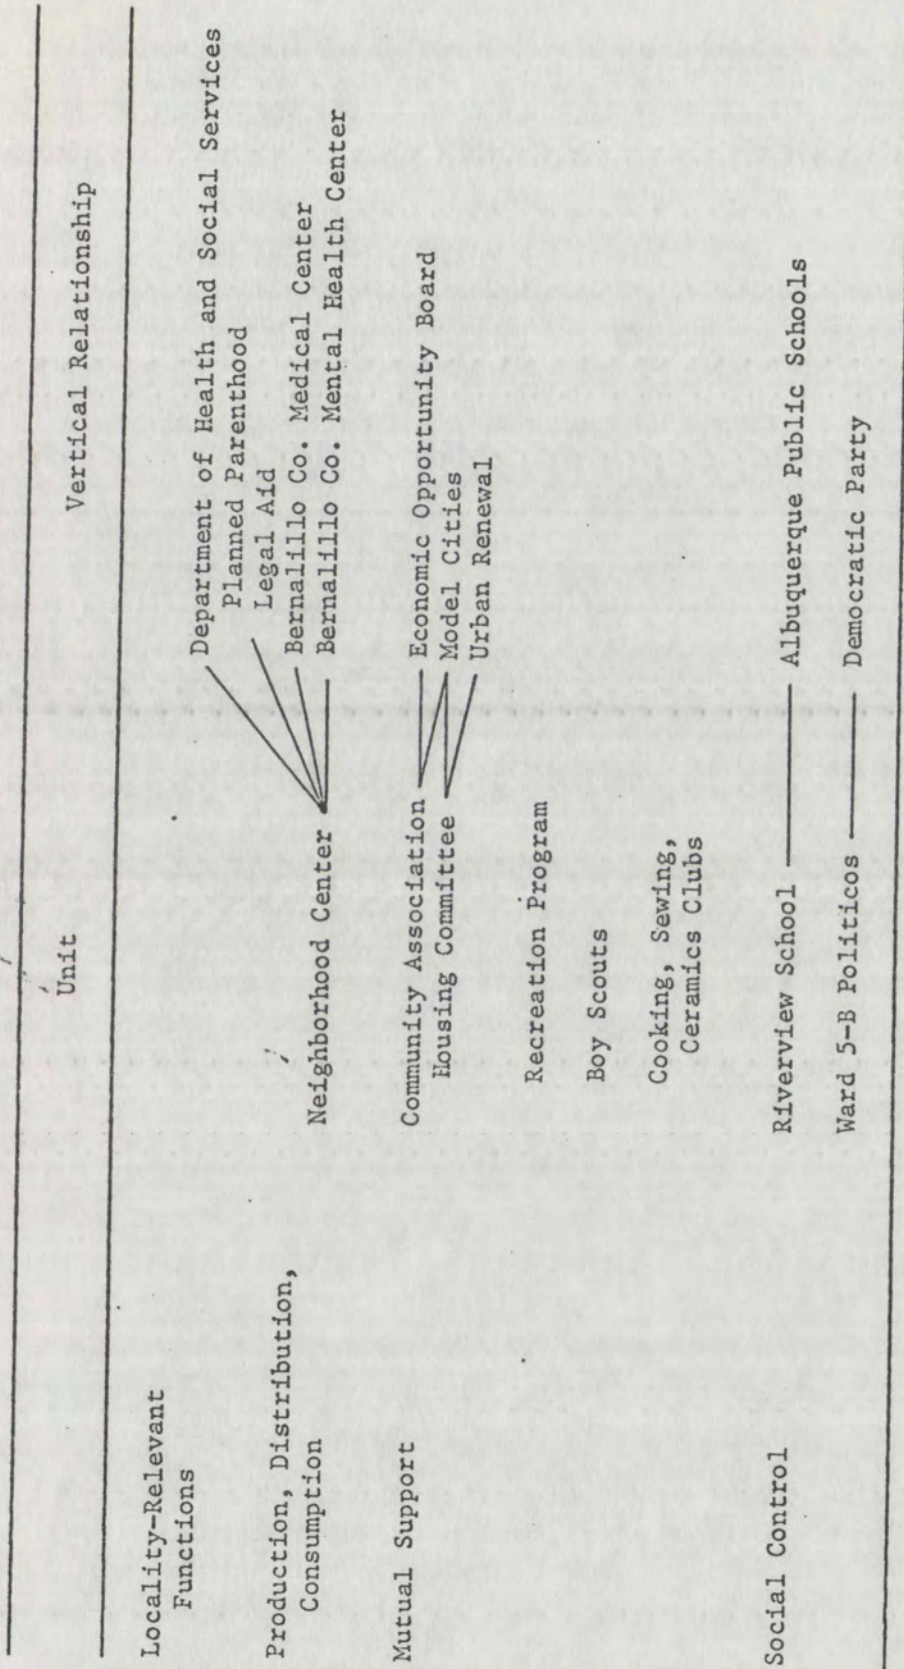 Unit
Vertical Relationship
Locality-Relevant
Functions
Department of Health and Social Services
Planned Parenthood
Legal Aid
Production, Distribution,
Consumption
Neighborhood Center
Bernalillo Co. Medical Center
Bernalillo Co. Mental Health Center
Mutual Support
Community Association
Economic Opportunity Board
Housing Committee
Model Cities
Urban Renewal
Recreation Program
Boy Scouts
Cooking, Sewing,
Ceramics Clubs
Social Control
Riverview School
Albuquerque Public Schools
Ward 5-B Politicos
Democratic Party